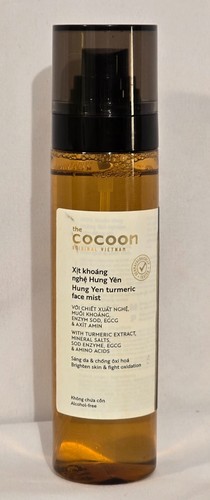 the
cocoon
ORIGINAL VIETNAM
Xịt khoáng
nghệ Hưng Yên
Hung Yen turmeric
face mist
VỚI CHIẾT XUẤT NGHỆ,
MUỐI KHOÁNG,
ENZYM SOD, EGCG
& AXIT AMIN
WITH TURMERIC EXTRACT,
MINERAL SALTS,
SOD ENZYME, EGCG
& AMINO ACIDS
Sáng da & chống ôxi hoá
Brighten skin & fight oxidation
Không chứa cồn
Alcohol-free